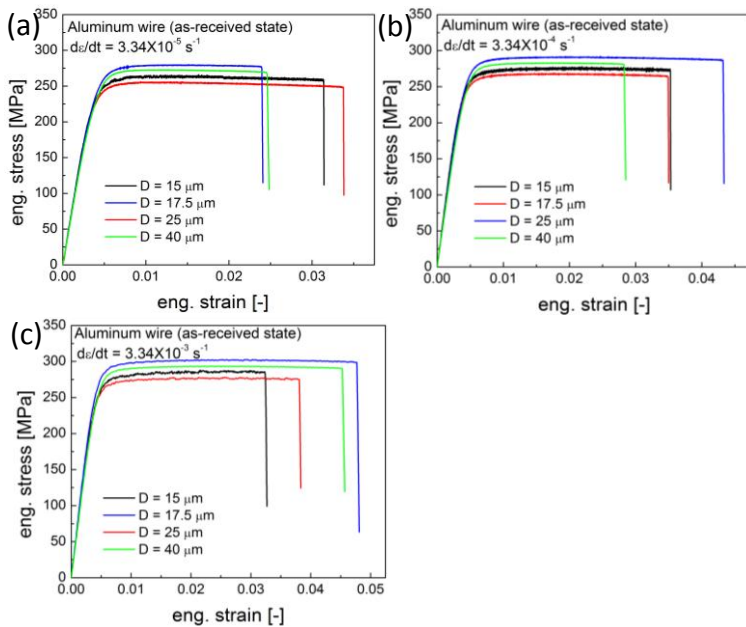 (a)
Aluminum wire (as-received state)
dε/dt = 3.34X10⁻⁵ s⁻¹
350
300
250
200
150
100
50
0
eng. stress [MPa]
D = 15 μm
D = 17.5 μm
D = 25 μm
D = 40 μm
0.00 0.01 0.02 0.03
eng. strain [-]
(b)
Aluminum wire (as-received state)
dε/dt = 3.34X10⁻⁴ s⁻¹
350
300
250
200
150
100
50
0
eng. stress [MPa]
D = 15 μm
D = 17.5 μm
D = 25 μm
D = 40 μm
0.00 0.01 0.02 0.03 0.04
eng. strain [-]
(c)
Aluminum wire (as-received state)
dε/dt = 3.34X10⁻³ s⁻¹
350
300
250
200
150
100
50
0
eng. stress [MPa]
D = 15 μm
D = 17.5 μm
D = 25 μm
D = 40 μm
0.00 0.01 0.02 0.03 0.04 0.05
eng. strain [-]